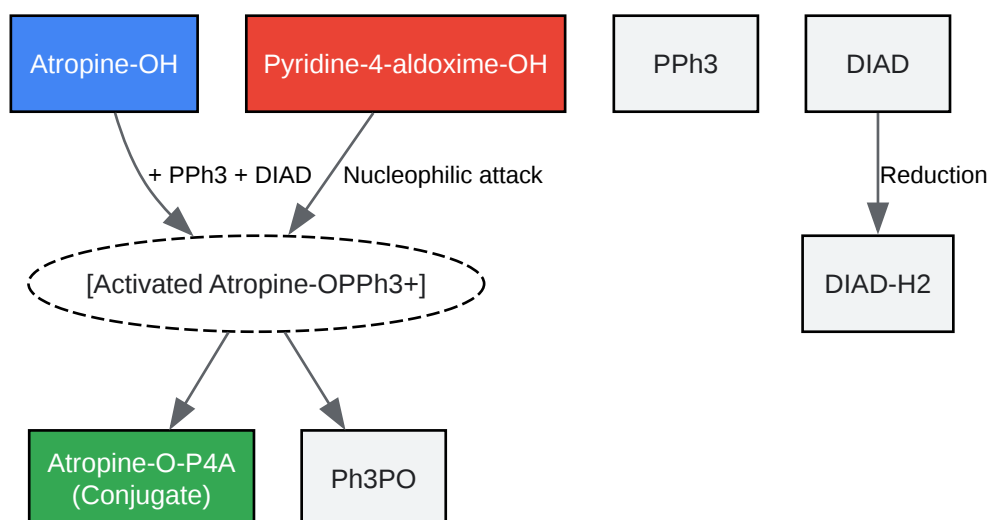 Atropine-OH
Pyridine-4-aldoxime-OH
PPh3
DIAD
+ PPh3 + DIAD
Nucleophilic attack
Reduction
[Activated Atropine-OPPh3+]
DIAD-H2
Atropine-O-P4A
(Conjugate)
Ph3PO